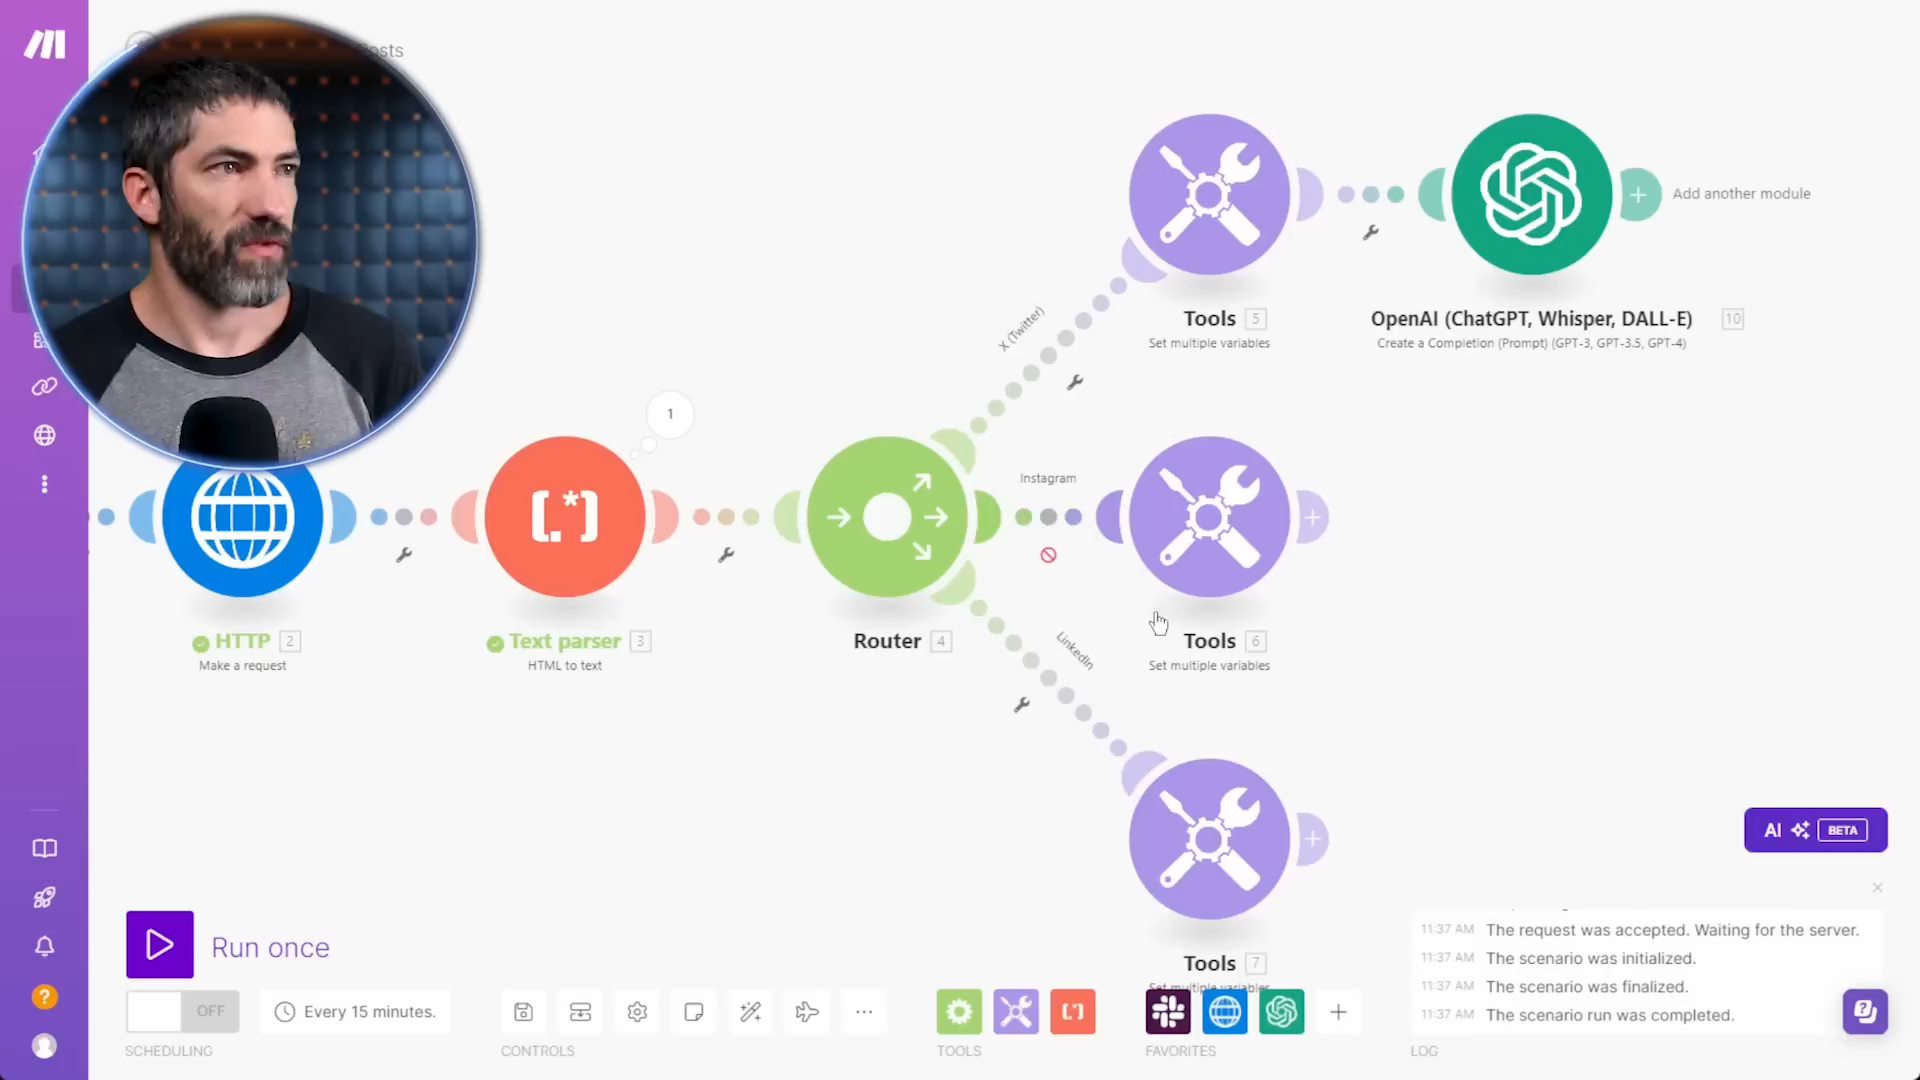 X (Twitter)
Add another module
Tools 5
Set multiple variables
OpenAI (ChatGPT, Whisper, DALL-E) 10
Create a Completion (Prompt) (GPT-3, GPT-3.5, GPT-4)
1
Instagram
HTTP 2
Make a request
Text parser 3
HTML to text
Router 4
LinkedIn
Tools 6
Set multiple variables
AI BETA
Tools 7
Set multiple variables
Run once
OFF
Every 15 minutes.
SCHEDULING
CONTROLS
TOOLS
FAVORITES
11:37 AM The request was accepted. Waiting for the server.
11:37 AM The scenario was initialized.
11:37 AM The scenario was finalized.
11:37 AM The scenario run was completed.
LOG